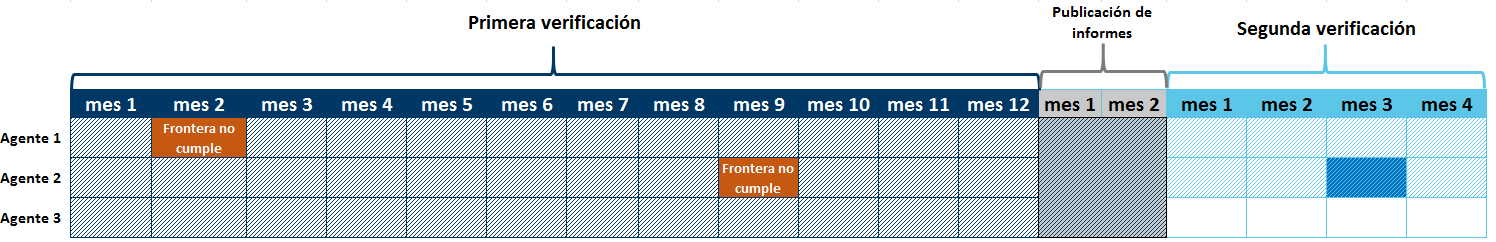 Primera verificación
Publicación de
informes
Segunda verificación
mes 1 mes 2 mes 3 mes 4 mes 5 mes 6 mes 7 mes 8 mes 9 mes 10 mes 11 mes 12 mes 1 mes 2 mes 1 mes 2 mes 3 mes 4
Agente 1
Frontera no
cumple
Agente 2
Frontera no
cumple
Agente 3